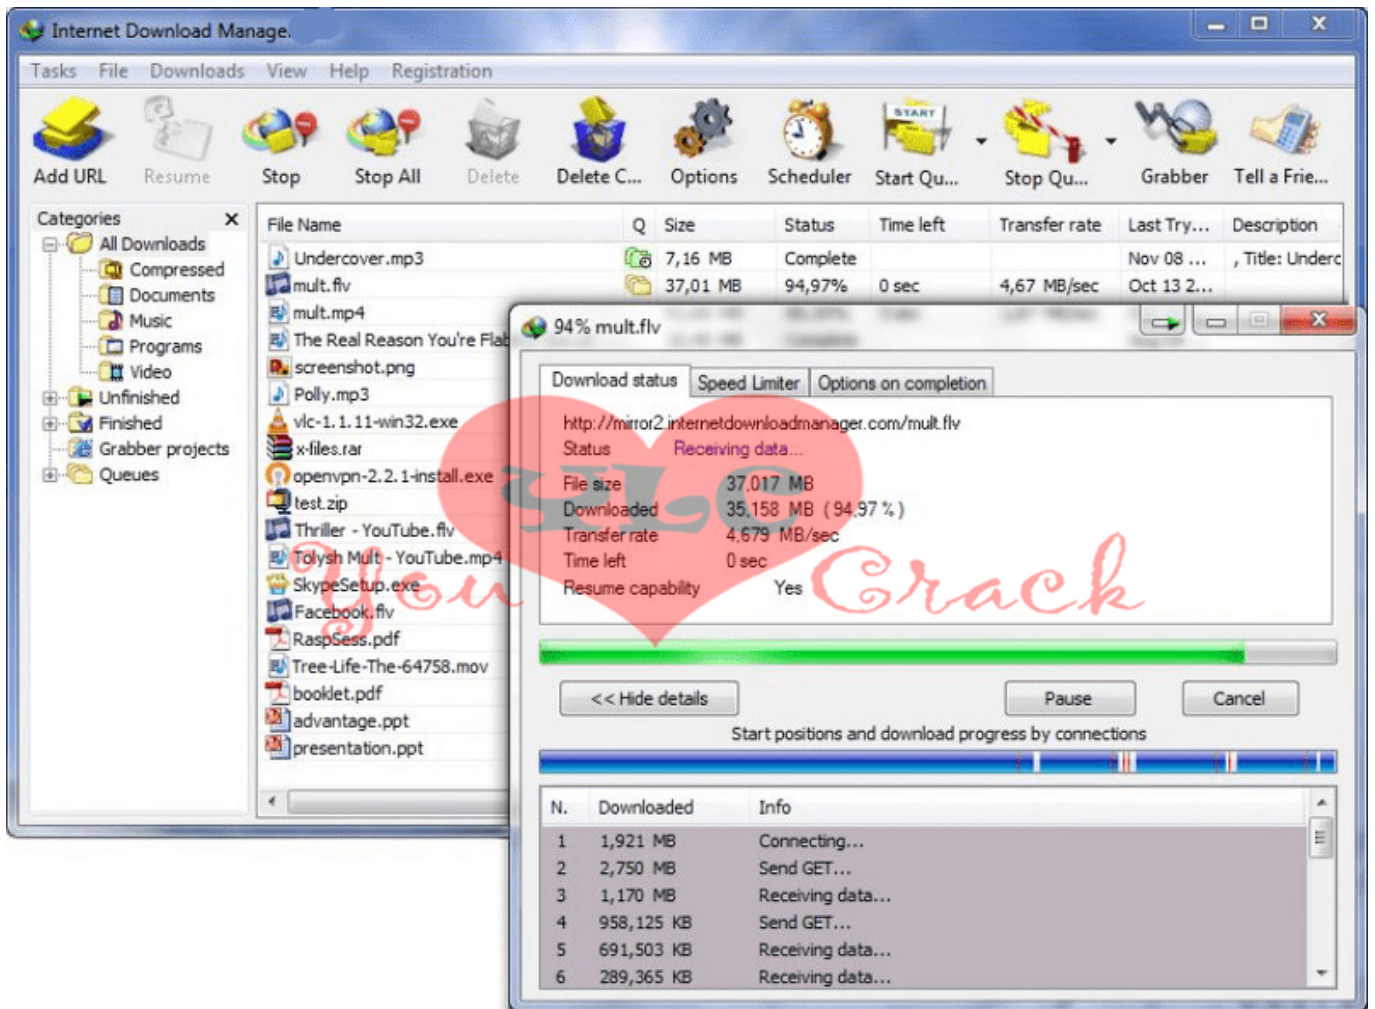 Internet Download Manage
Tasks File Downloads View Help Registration
Add URL Resume Stop Stop All Delete Delete C... Options Scheduler Start Qu... Stop Qu... Grabber Tell a Frie...
START
Categories
All Downloads
Compressed
Documents
Music
Programs
Video
Unfinished
Finished
Grabber projects
Queues
File Name Q Size Status Time left Transfer rate Last Try... Description
Undercover.mp3 7,16 MB Complete Nov 08 ... , Title: Underc
mult.flv 37,01 MB 94,97% 0 sec 4,67 MB/sec Oct 13 2...
mult.mp4
The Real Reason You're Flab
screenshot.png
Polly.mp3
vlc-1.1.11-win32.exe
x-files.rar
openvpn-2.2.1-install.exe
test.zip
Thriller - YouTube.flv
Tolysh Mult - YouTube.mp4
SkypeSetup.exe
Facebook.flv
RaspSess.pdf
Tree-Life-The-64758.mov
booklet.pdf
advantage.ppt
presentation.ppt
94% mult.flv
Download status Speed Limiter Options on completion
http://mirror2.internetdownloadmanager.com/mult.flv
Status Receiving data...
File size 37,017 MB
Downloaded 35,158 MB ( 94,97 % )
Transfer rate 4,679 MB/sec
Time left 0 sec
Resume capability Yes
YLC
You Crack
<< Hide details Pause Cancel
Start positions and download progress by connections
N. Downloaded Info
1 1,921 MB Connecting...
2 2,750 MB Send GET...
3 1,170 MB Receiving data...
4 958,125 KB Send GET...
5 691,503 KB Receiving data...
6 289,365 KB Receiving data...